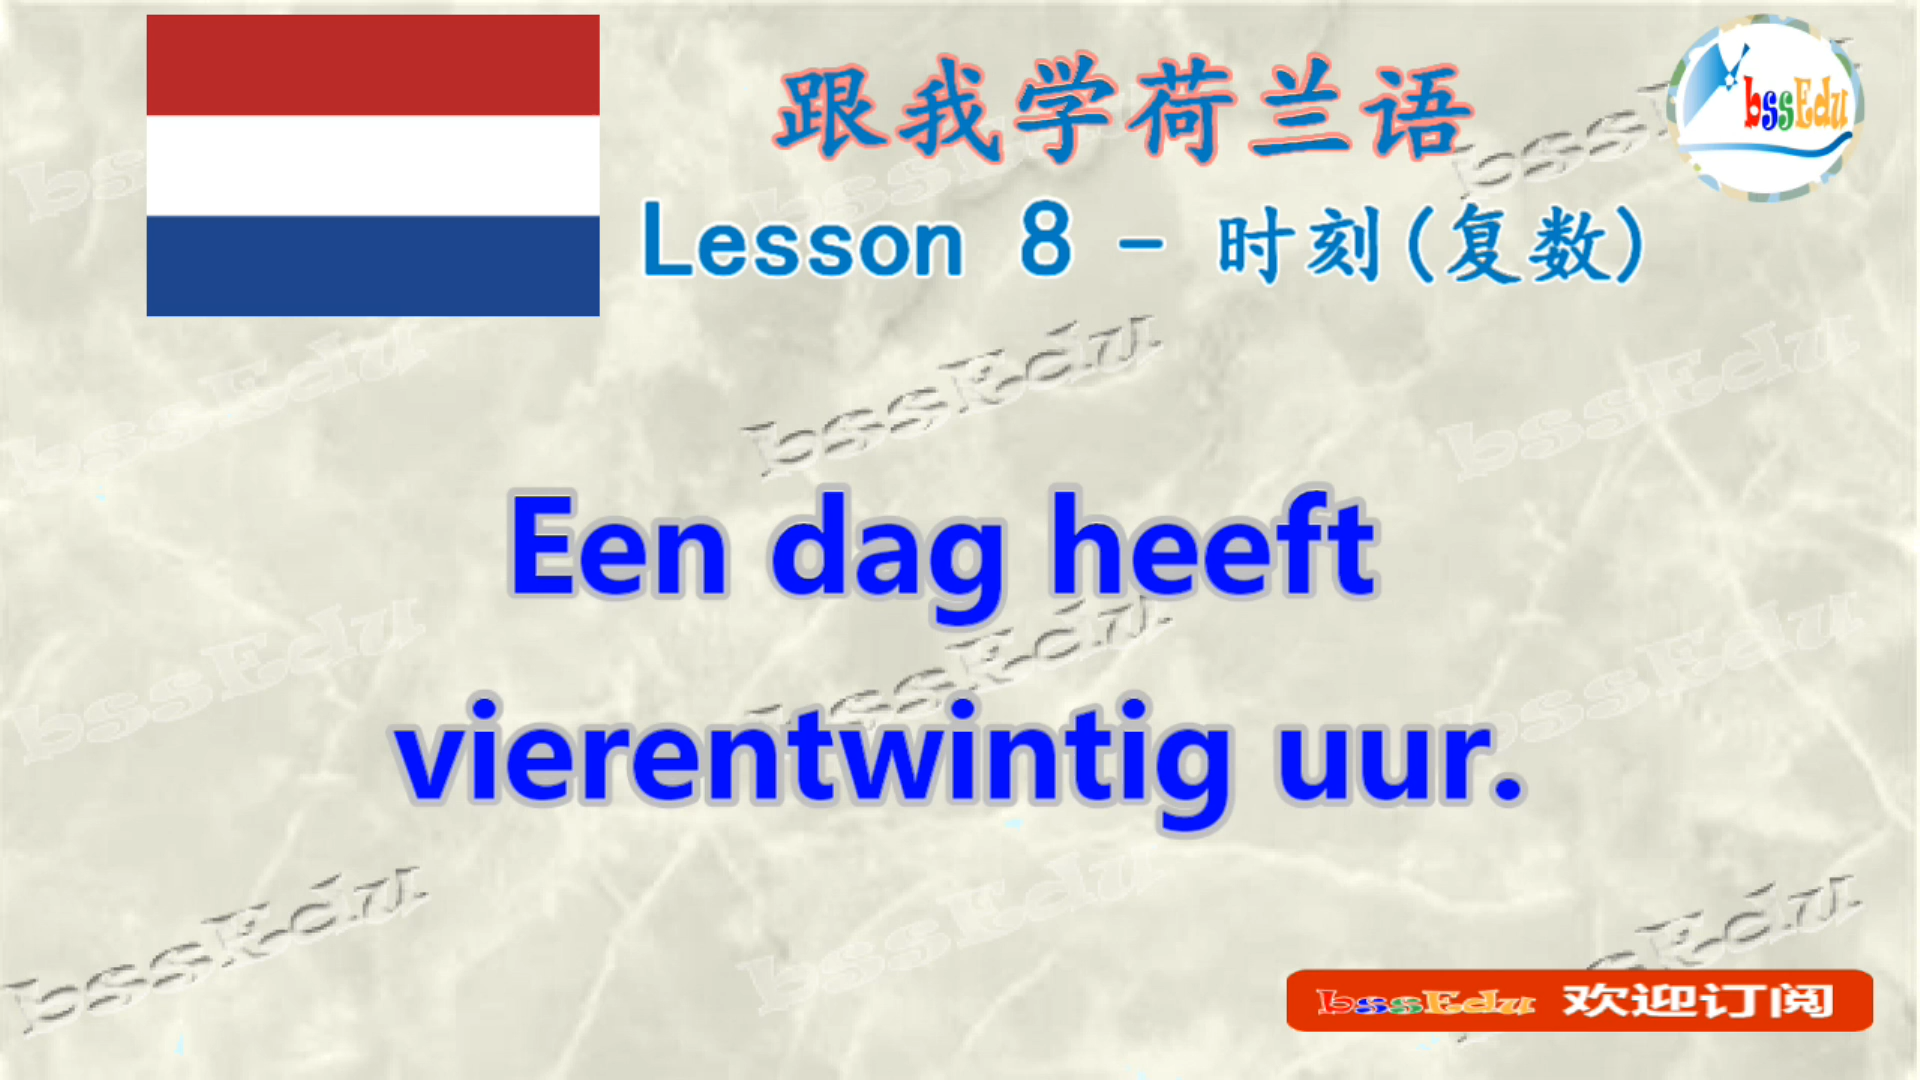 跟我学荷兰语
bssEdu
Lesson 8 - 时刻(复数)
Een dag heeft
vierentwintig uur.
bssEdu 欢迎订阅